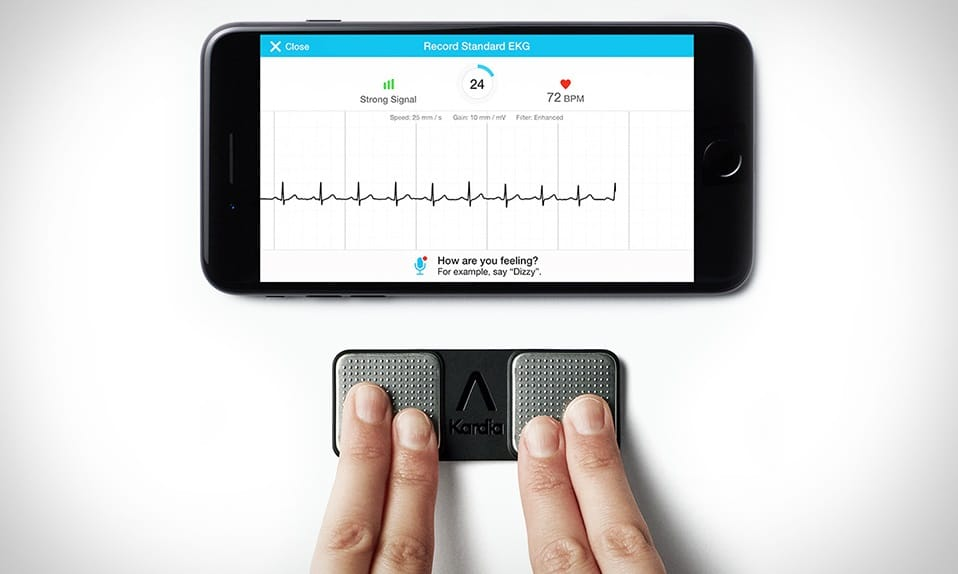 Close
Record Standard EKG
24
Strong Signal
72 BPM
Speed: 25 mm / s Gain: 10 mm / mV Filter: Enhanced
How are you feeling?
For example, say “Dizzy”.
Kardia